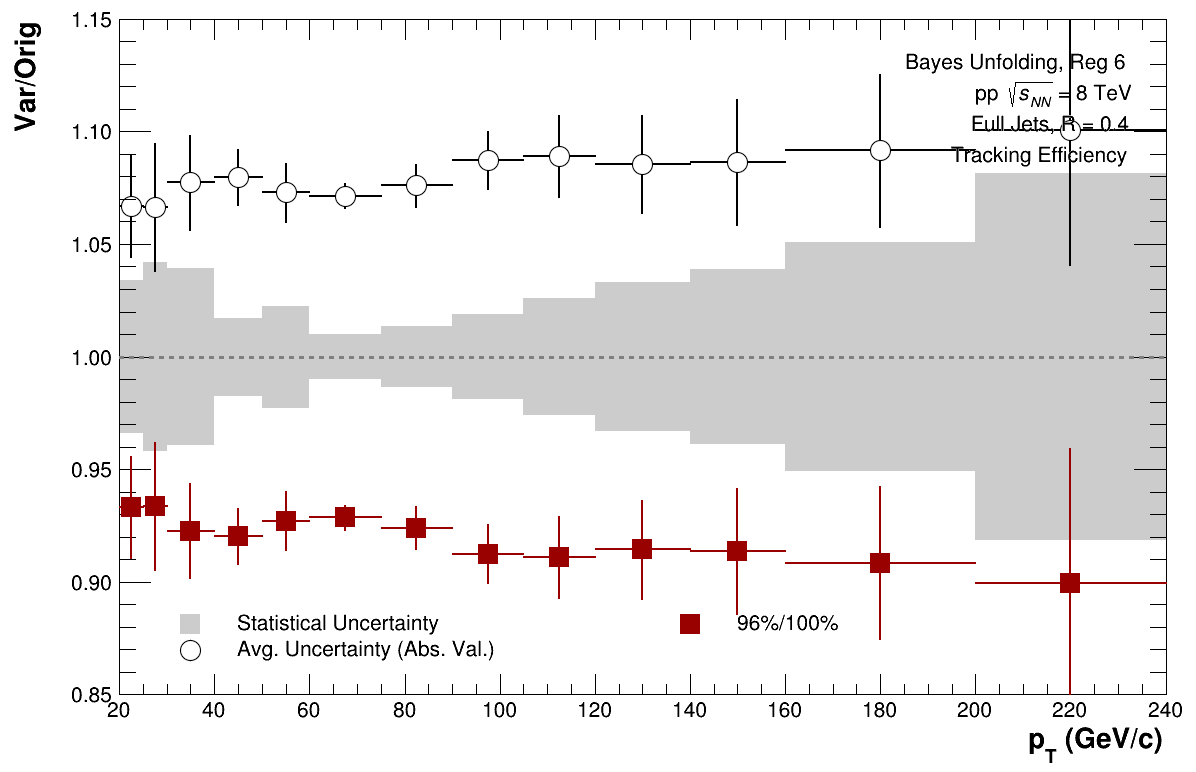 Var/Orig
1.15
1.10
1.05
1.00
0.95
0.90
0.85
Bayes Unfolding, Reg 6
pp √sNN = 8 TeV
Full Jets, R = 0.4
Tracking Efficiency
Statistical Uncertainty
96%/100%
Avg. Uncertainty (Abs. Val.)
20 40 60 80 100 120 140 160 180 200 220 240
pT (GeV/c)